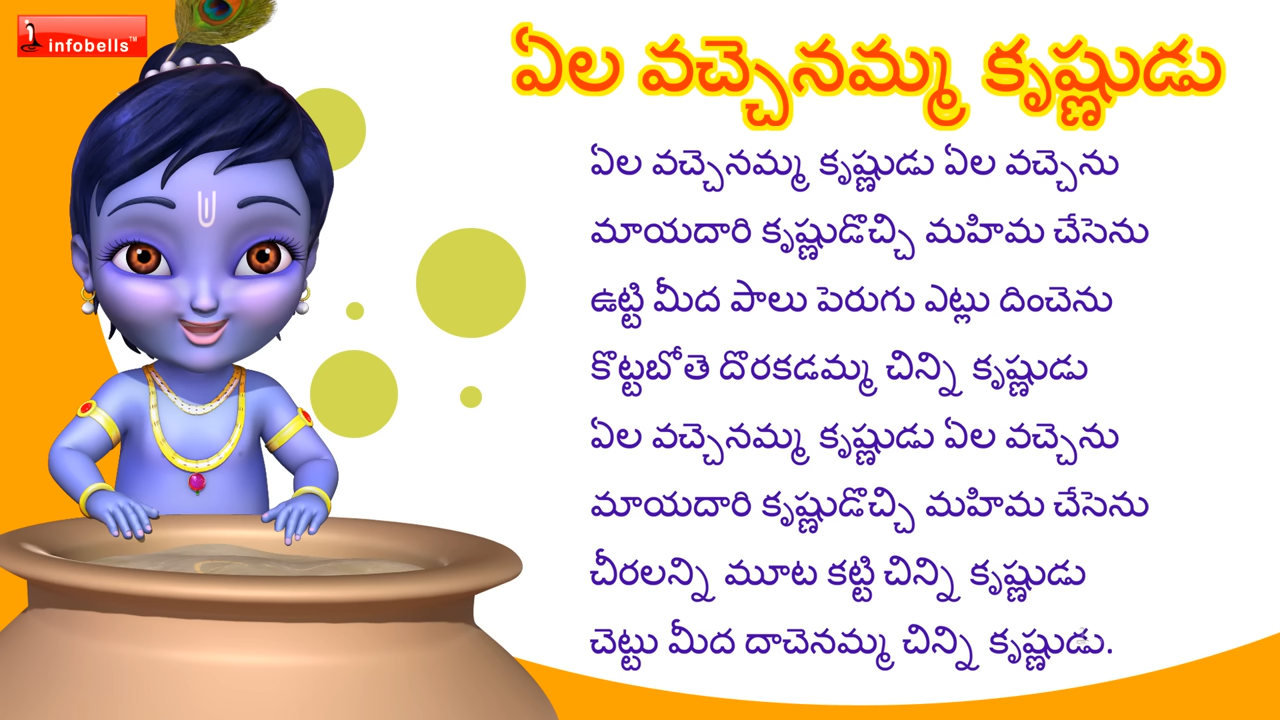 infobells™
ఏల వచ్చెనమ్మ కృష్ణుడు
ఏల వచ్చెనమ్మ కృష్ణుడు ఏల వచ్చెను
మాయదారి కృష్ణుడొచ్చి మహిమ చేసెను
ఉట్టి మీద పాలు పెరుగు ఎట్లు దించెను
కొట్టబోతె దొరకడమ్మ చిన్ని కృష్ణుడు
ఏల వచ్చెనమ్మ కృష్ణుడు ఏల వచ్చెను
మాయదారి కృష్ణుడొచ్చి మహిమ చేసెను
చీరలన్ని మూట కట్టి చిన్ని కృష్ణుడు
చెట్టు మీద దాచెనమ్మ చిన్ని కృష్ణుడు.